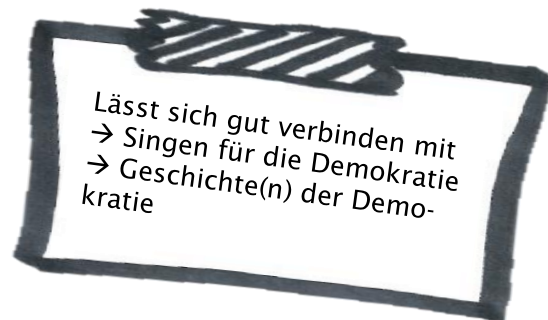 Lässt sich gut verbinden mit
→ Singen für die Demokratie
→ Geschichte(n) der Demo-
kratie